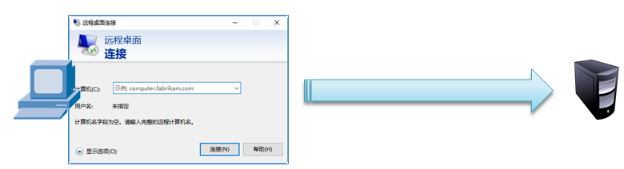 远程桌面连接
远程桌面
连接
计算机(C):
示例: computer.fabrikam.com
用户名: 未指定
计算机名字段为空。请输入完整的远程计算机名。
显示选项(O)
连接(N)
帮助(H)